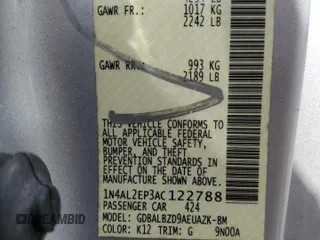 GAWR FR.: 1017 KG
2242 LB
GAWR RR.: 993 KG
2189 LB
THIS VEHICLE CONFORMS TO
ALL APPLICABLE FEDERAL
MOTOR VEHICLE SAFETY, BUMPER,
AND THEFT PREVENTION STANDARDS
IN EFFECT ON THE DATE OF
MANUFACTURE SHOWN ABOVE.
1N4AL2EP3AC122788
PASSENGER CAR 424
MODEL: GDBALBZD9AEUAZK-BM
COLOR: K12 TRIM: G 9N00A